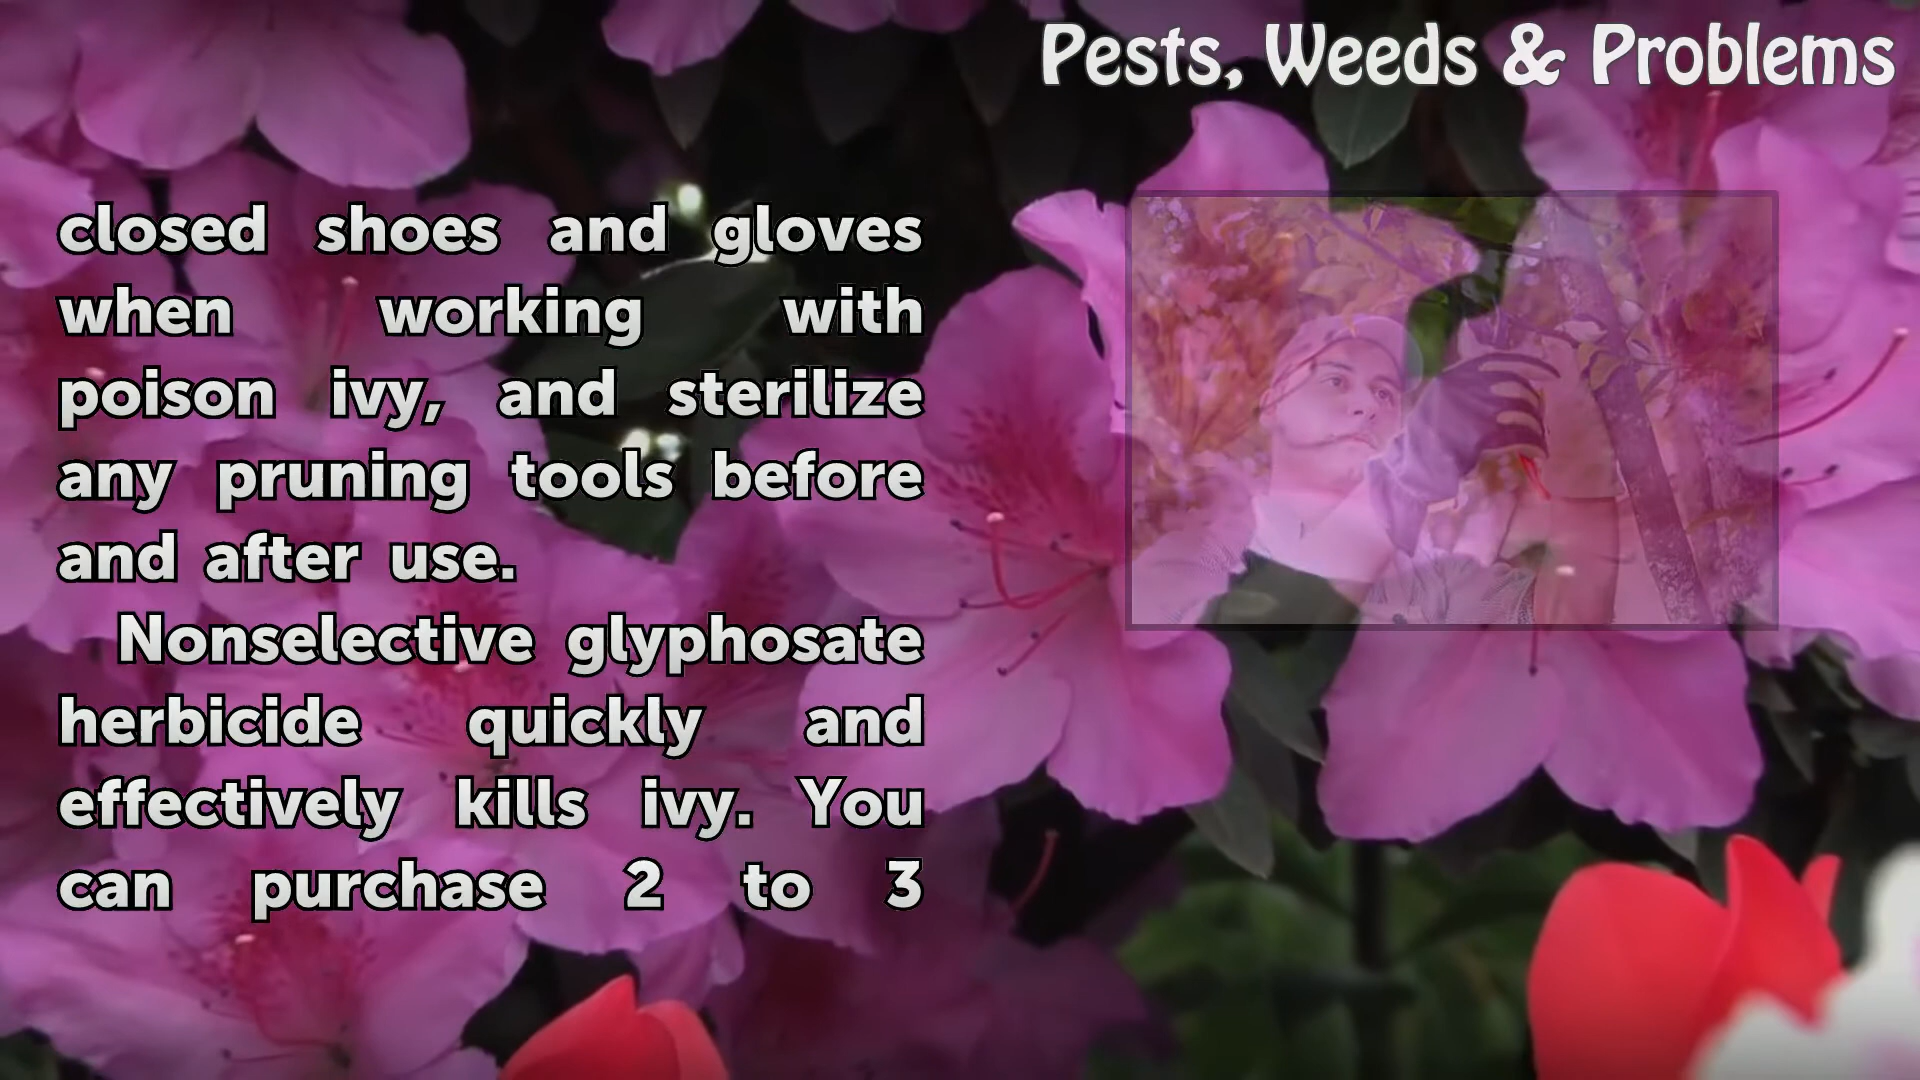 Pests, Weeds & Problems
closed shoes and gloves
when working with
poison ivy, and sterilize
any pruning tools before
and after use.
Nonselective glyphosate
herbicide quickly and
effectively kills ivy. You
can purchase 2 to 3